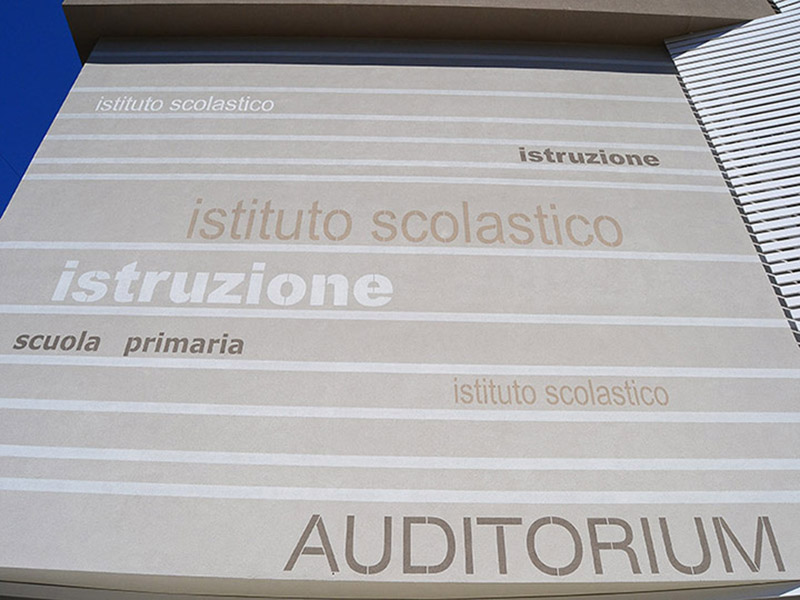 istituto scolastico
istruzione
istituto scolastico
istruzione
scuola primaria
istituto scolastico
AUDITORIUM